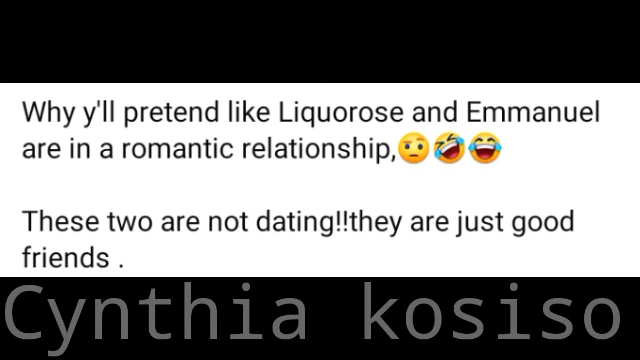 Why y'll pretend like Liquorose and Emmanuel
are in a romantic relationship,🤨🤣😂
These two are not dating!!they are just good
friends .
Cynthia kosiso